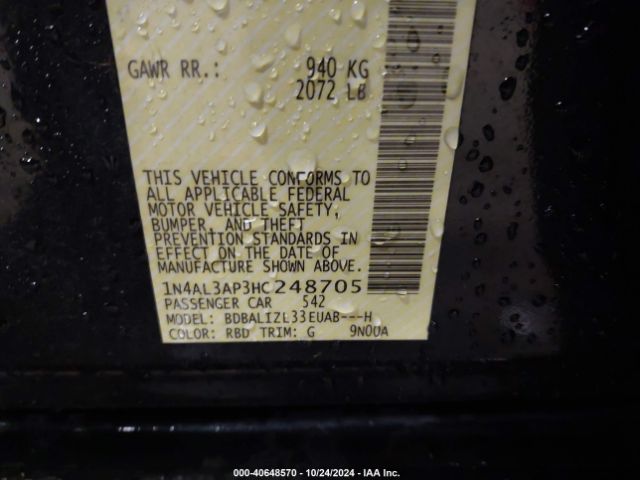 GAWR RR.: 940 KG
2072 LB
THIS VEHICLE CONFORMS TO
ALL APPLICABLE FEDERAL
MOTOR VEHICLE SAFETY,
BUMPER, AND THEFT
PREVENTION STANDARDS IN
EFFECT ON THE DATE OF
MANUFACTURE SHOWN ABOVE.
1N4AL3AP3HC248705
PASSENGER CAR 542
MODEL: BDBALIZL33EUAB---H
COLOR: RBD TRIM: G 9N0UA
000-40648570 - 10/24/2024 - IAA Inc.